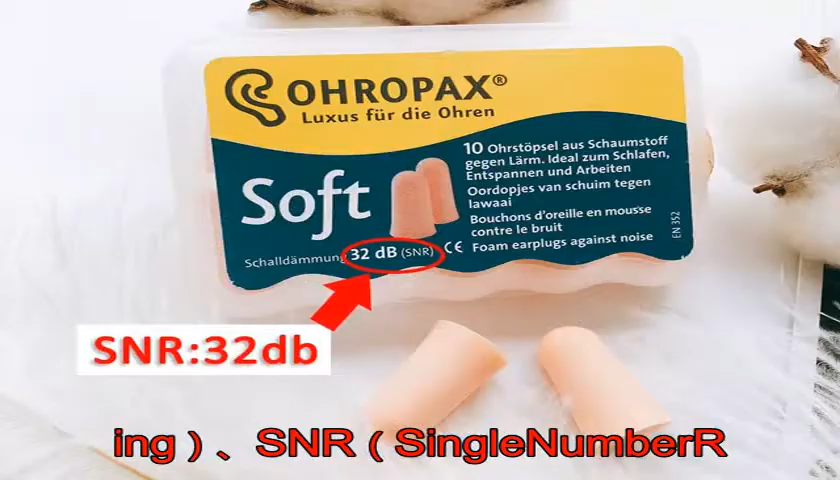 OHROPAX®
Luxus für die Ohren
Soft
10 Ohrstöpsel aus Schaumstoff
gegen Lärm. Ideal zum Schlafen,
Entspannen und Arbeiten
Oordopjes van schuim tegen
lawaai
Bouchons d'oreille en mousse
contre le bruit
Foam earplugs against noise
EN 352
Schalldämmung 32 dB (SNR) CE
SNR:32db
ing）、SNR（SingleNumberR